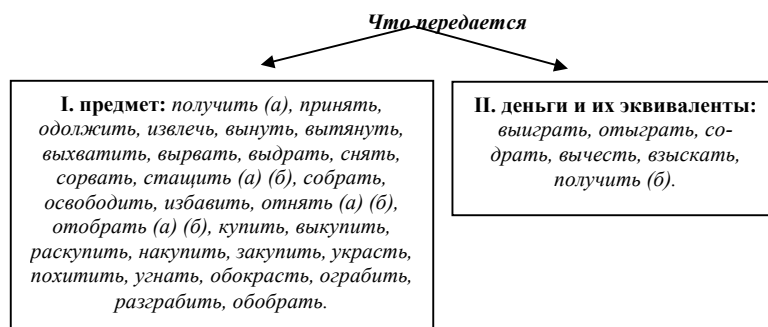 Что передается
I. предмет: получить (а), принять,
одолжить, извлечь, вынуть, вытянуть,
выхватить, вырвать, выдрать, снять,
сорвать, стащить (а) (б), собрать,
освободить, избавить, отнять (а) (б),
отобрать (а) (б), купить, выкупить,
раскупить, накупить, закупить, украсть,
похитить, угнать, обокрасть, ограбить,
разграбить, обобрать.
II. деньги и их эквиваленты:
выиграть, отыграть, со-
драть, вычесть, взыскать,
получить (б).